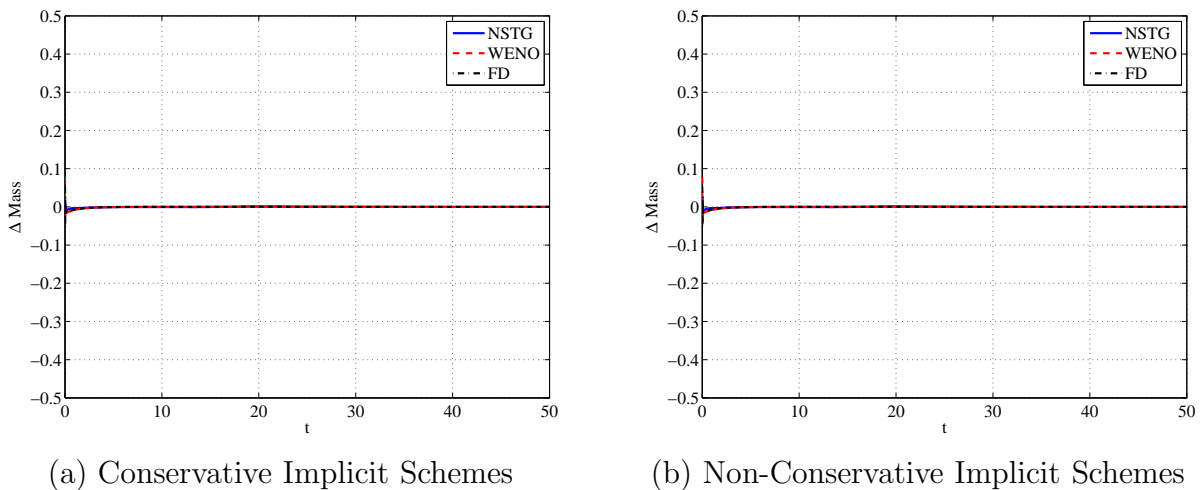 0.5
0.4
0.3
0.2
0.1
0
−0.1
−0.2
−0.3
−0.4
−0.5
Δ Mass
0 10 20 30 40 50
t
NSTG
WENO
FD
(a) Conservative Implicit Schemes
0.5
0.4
0.3
0.2
0.1
0
−0.1
−0.2
−0.3
−0.4
−0.5
Δ Mass
0 10 20 30 40 50
t
NSTG
WENO
FD
(b) Non-Conservative Implicit Schemes